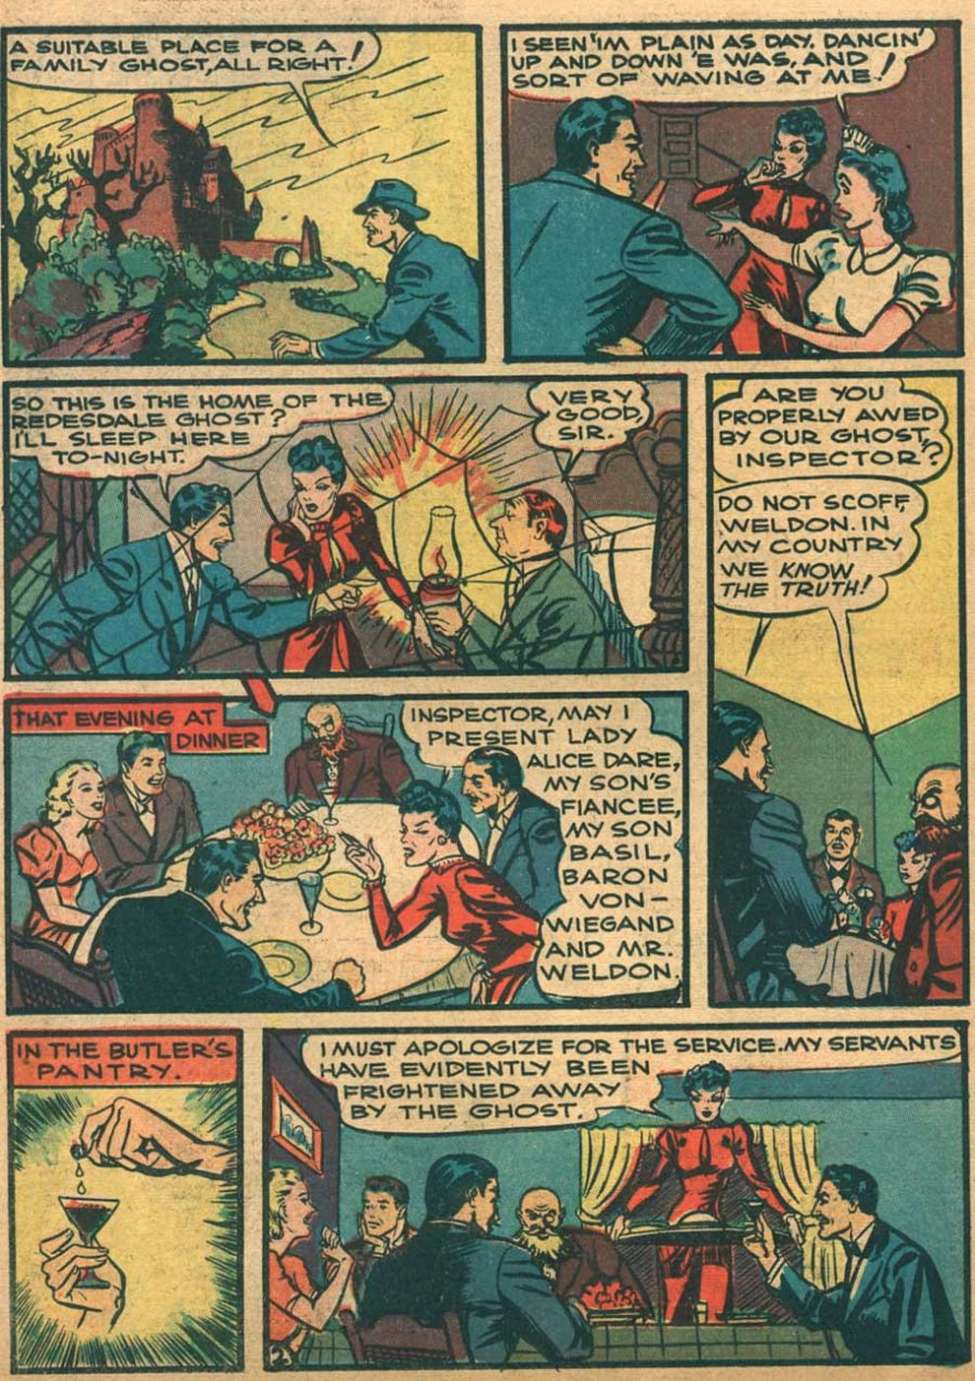 A SUITABLE PLACE FOR A
FAMILY GHOST, ALL RIGHT!
I SEEN 'IM PLAIN AS DAY. DANCIN'
UP AND DOWN 'E WAS, AND
SORT OF WAVING AT ME!
SO THIS IS THE HOME OF THE
REDESDALE GHOST?
I'LL SLEEP HERE
TO-NIGHT.
VERY
GOOD,
SIR.
ARE YOU
PROPERLY AWED
BY OUR GHOST,
INSPECTOR?
DO NOT SCOFF,
WELDON. IN
MY COUNTRY
WE KNOW
THE TRUTH!
THAT EVENING AT
DINNER
INSPECTOR, MAY I
PRESENT LADY
ALICE DARE,
MY SON'S
FIANCEE,
MY SON
BASIL,
BARON
VON-
WIEGAND
AND MR.
WELDON.
IN THE BUTLER'S
PANTRY.
I MUST APOLOGIZE FOR THE SERVICE. MY SERVANTS
HAVE EVIDENTLY BEEN
FRIGHTENED AWAY
BY THE GHOST.